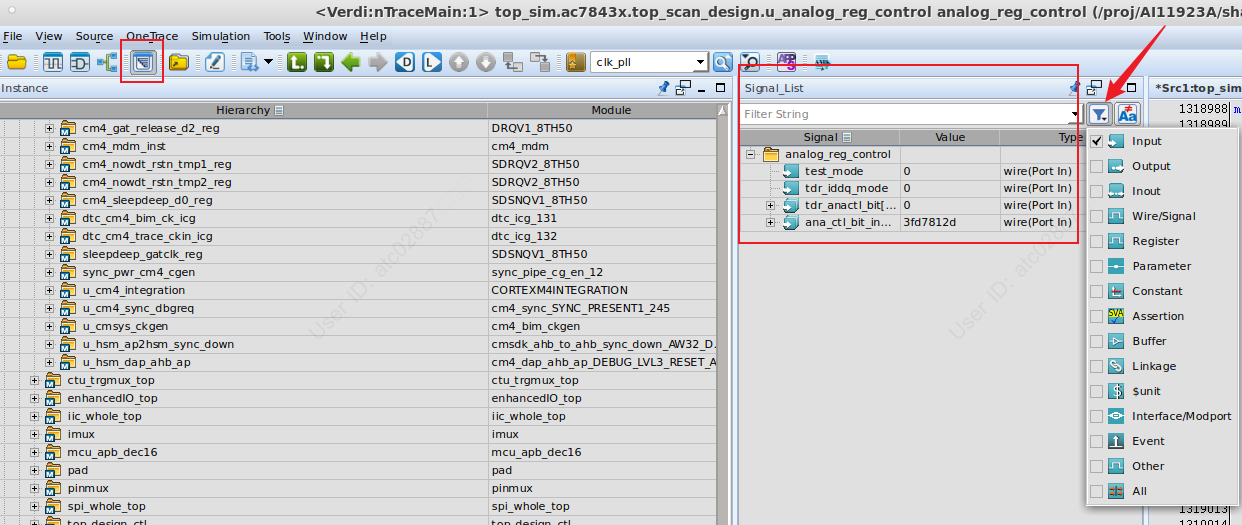 <Verdi:nTraceMain:1> top_sim.ac7843x.top_scan_design.u_analog_reg_control analog_reg_control (/proj/AI11923A/sha
File View Source OneTrace Simulation Tools Window Help
clk_pll
APPS
Instance
Hierarchy Module
cm4_gat_release_d2_reg DRQV1_8TH50
cm4_mdm_inst cm4_mdm
cm4_nowdt_rstn_tmp1_reg SDRQV2_8TH50
cm4_nowdt_rstn_tmp2_reg SDRQV2_8TH50
cm4_sleepdeep_d0_reg SDSNQV1_8TH50
dtc_cm4_bim_ck_icg dtc_icg_131
dtc_cm4_trace_ckin_icg dtc_icg_132
sleepdeep_gatclk_reg SDSNQV1_8TH50
sync_pwr_cm4_cgen sync_pipe_cg_en_12
u_cm4_integration CORTEXM4INTEGRATION
u_cm4_sync_dbgreq cm4_sync_SYNC_PRESENT1_245
u_cmsys_ckgen cm4_bim_ckgen
u_hsm_ap2hsm_sync_down cmsdk_ahb_to_ahb_sync_down_AW32_D.
u_hsm_dap_ahb_ap cm4_dap_ahb_ap_DEBUG_LVL3_RESET_A
ctu_trgmux_top ctu_trgmux_top
enhancedIO_top enhancedIO_top
iic_whole_top iic_whole_top
imux imux
mcu_apb_dec16 mcu_apb_dec16
pad pad
pinmux pinmux
spi_whole_top spi_whole_top
top_design_ctl top_design_ctl
User ID: atc02887
Signal_List
Filter String
Signal Value Type
analog_reg_control
test_mode 0 wire(Port In)
tdr_iddq_mode 0 wire(Port In)
tdr_anactl_bit[... 0 wire(Port In)
ana_ctl_bit_in... 3fd7812d wire(Port In)
User ID: atc02887
*Src1:top_sim
1318988 m
1318989
Aa
Input
Output
Inout
Wire/Signal
Register
Parameter
Constant
SVA Assertion
Buffer
Linkage
$unit
Interface/Modport
Event
Other
All
1319013